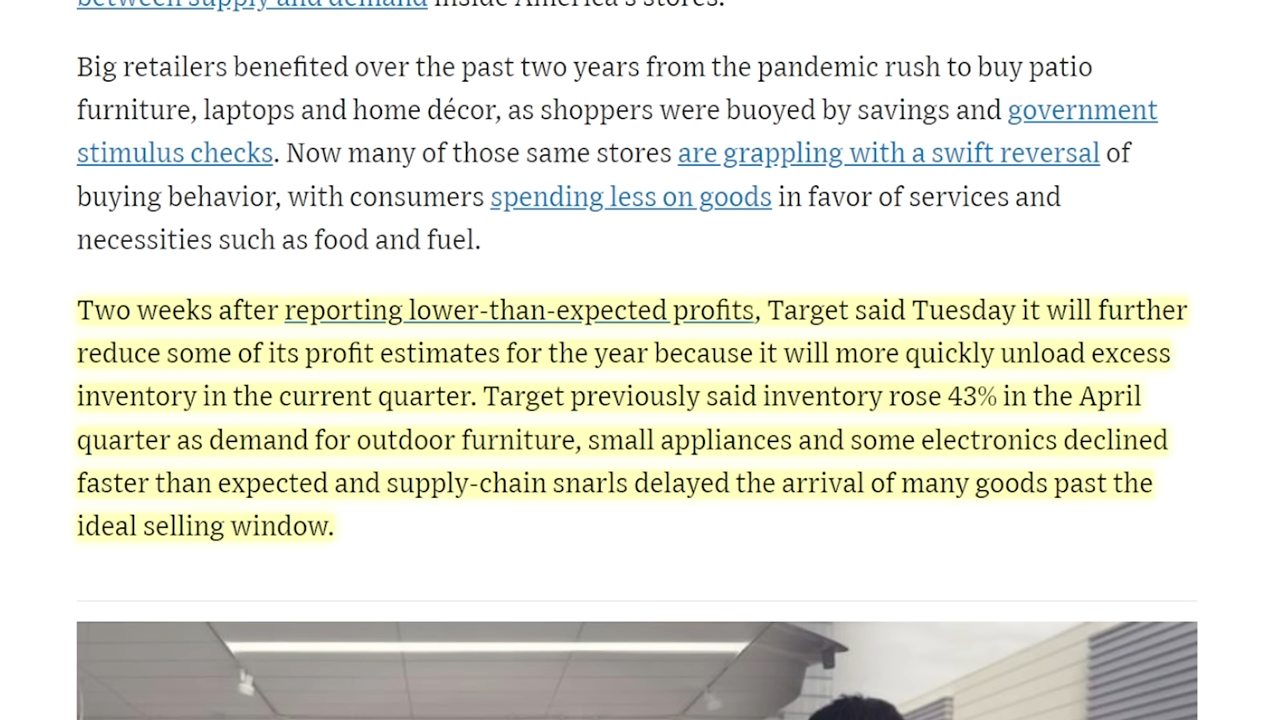 between supply and demand inside America's stores.
Big retailers benefited over the past two years from the pandemic rush to buy patio
furniture, laptops and home décor, as shoppers were buoyed by savings and government
stimulus checks. Now many of those same stores are grappling with a swift reversal of
buying behavior, with consumers spending less on goods in favor of services and
necessities such as food and fuel.
Two weeks after reporting lower-than-expected profits, Target said Tuesday it will further
reduce some of its profit estimates for the year because it will more quickly unload excess
inventory in the current quarter. Target previously said inventory rose 43% in the April
quarter as demand for outdoor furniture, small appliances and some electronics declined
faster than expected and supply-chain snarls delayed the arrival of many goods past the
ideal selling window.